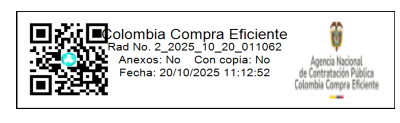 Colombia Compra Eficiente
Rad No. 2_2025_10_20_011062
Anexos: No Con copia: No
Fecha: 20/10/2025 11:12:52
Agencia Nacional
de Contratación Pública
Colombia Compra Eficiente